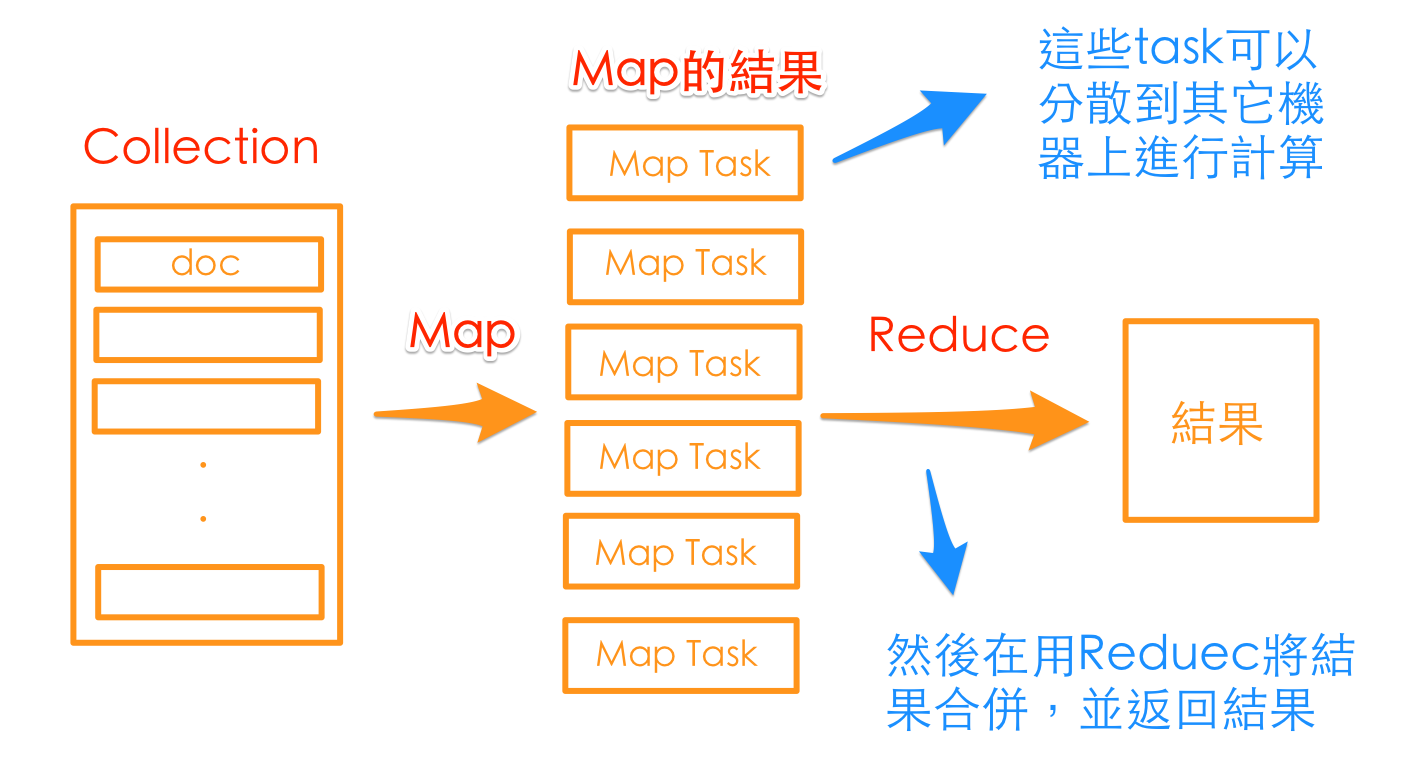 Collection
doc
Map
Map的結果
Map Task
Map Task
Map Task
Map Task
Map Task
Map Task
這些task可以
分散到其它機
器上進行計算
Reduce
結果
然後在用Reduec將結
果合併，並返回結果